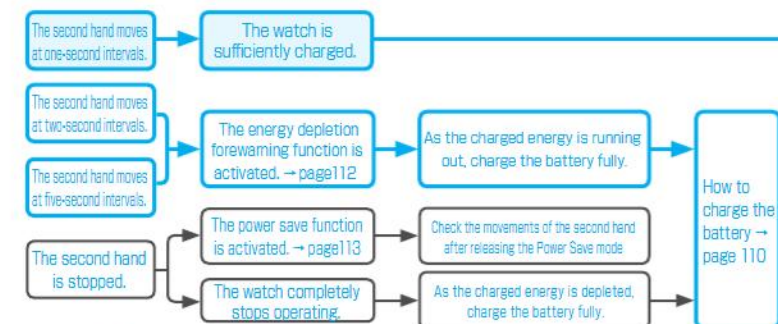 The second hand moves
at one-second intervals.
The watch is
sufficiently charged.
The second hand moves
at two-second intervals.
The second hand moves
at five-second intervals.
The energy depletion
forewarning function is
activated. → page112
As the charged energy is running
out, charge the battery fully.
How to
charge the
battery →
page 110
The second hand
is stopped.
The power save function
is activated. → page113
Check the movements of the second hand
after releasing the Power Save mode
The watch completely
stops operating.
As the charged energy is depleted,
charge the battery fully.